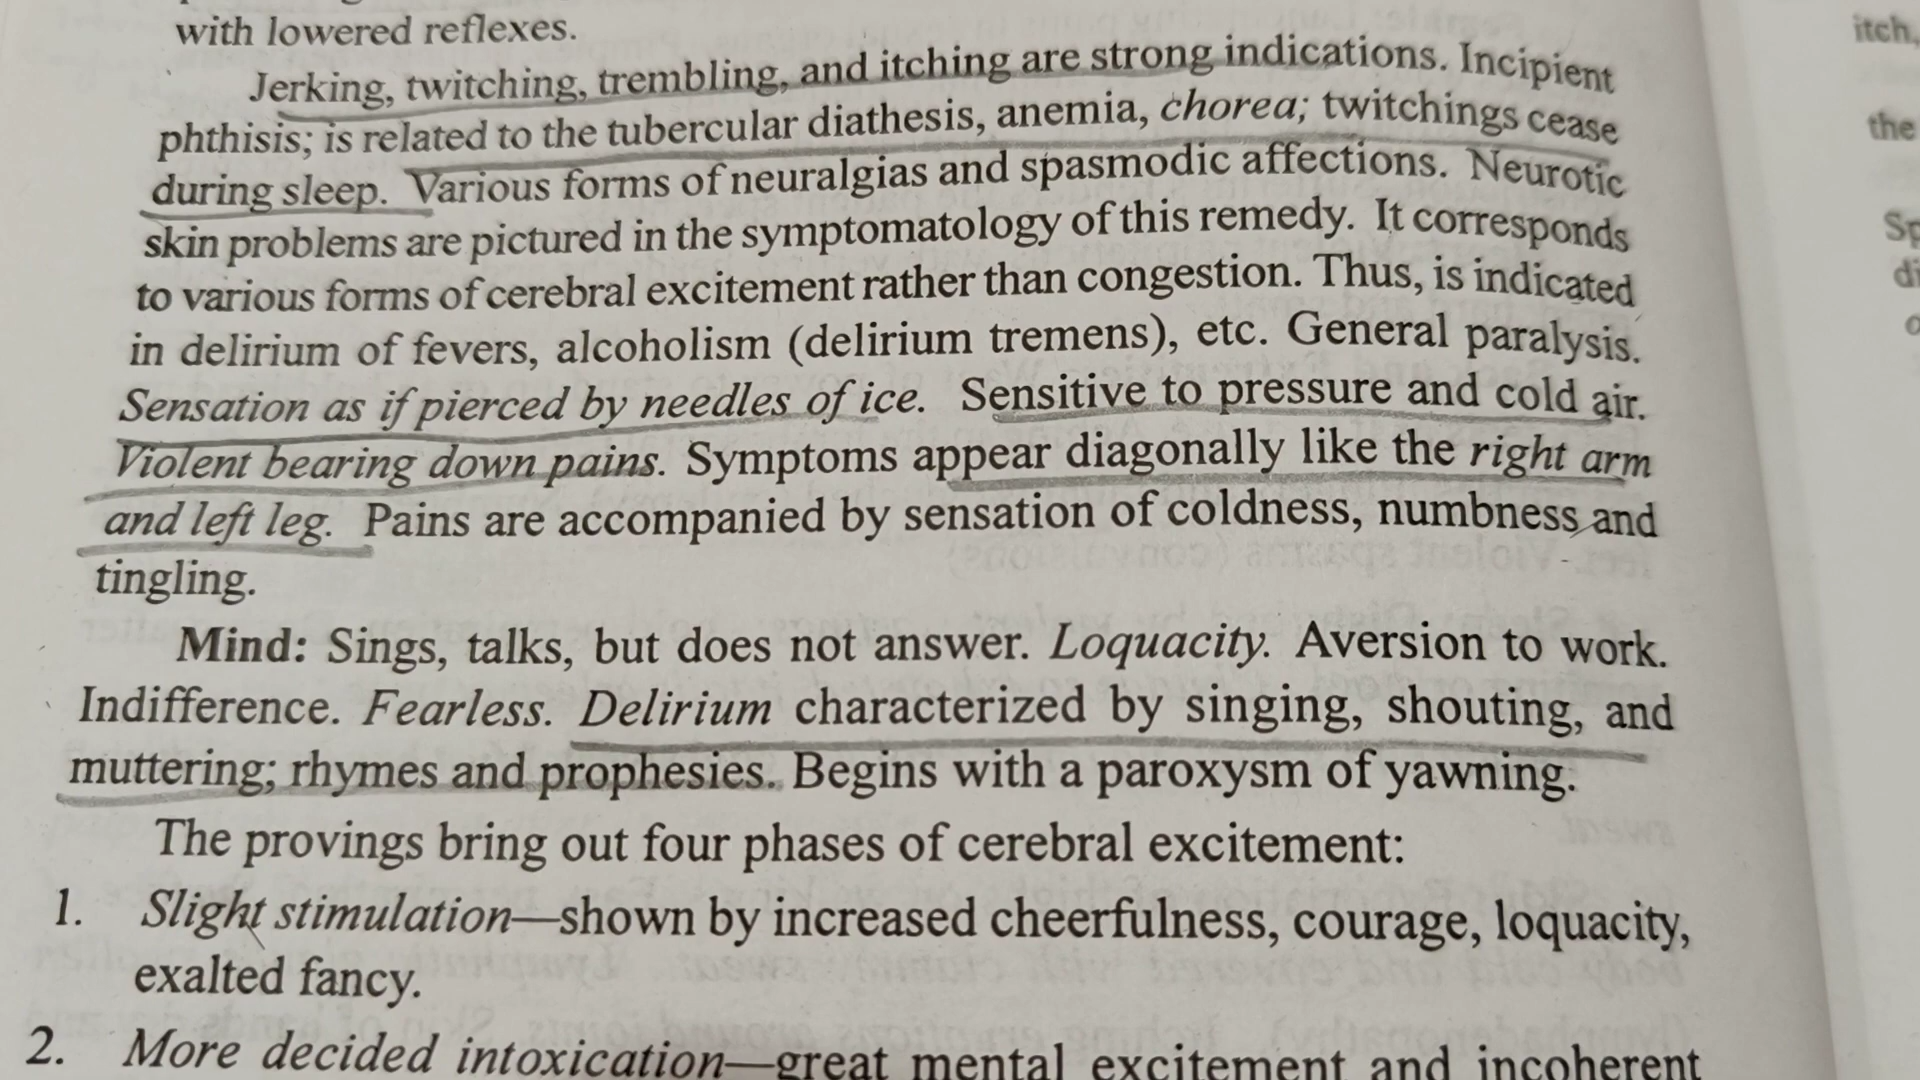 with lowered reflexes.
Jerking, twitching, trembling, and itching are strong indications. Incipient
phthisis; is related to the tubercular diathesis, anemia, chorea; twitchings cease
during sleep. Various forms of neuralgias and spasmodic affections. Neurotic
skin problems are pictured in the symptomatology of this remedy. It corresponds
to various forms of cerebral excitement rather than congestion. Thus, is indicated
in delirium of fevers, alcoholism (delirium tremens), etc. General paralysis.
Sensation as if pierced by needles of ice. Sensitive to pressure and cold air.
Violent bearing down pains. Symptoms appear diagonally like the right arm
and left leg. Pains are accompanied by sensation of coldness, numbness and
tingling.
Mind: Sings, talks, but does not answer. Loquacity. Aversion to work.
Indifference. Fearless. Delirium characterized by singing, shouting, and
muttering; rhymes and prophesies. Begins with a paroxysm of yawning.
The provings bring out four phases of cerebral excitement:
1. Slight stimulation—shown by increased cheerfulness, courage, loquacity,
exalted fancy.
2. More decided intoxication—great mental excitement and incoherent
itch,
the